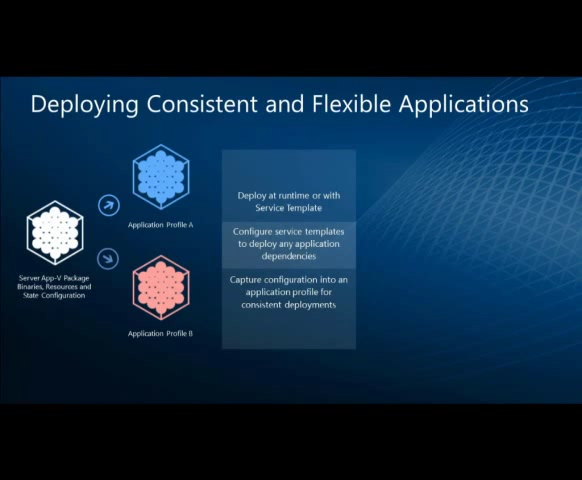 Deploying Consistent and Flexible Applications
Application Profile A
Server App-V Package
Binaries, Resources and
State Configuration
Application Profile B
Deploy at runtime or with
Service Template
Configure service templates
to deploy any application
dependencies
Capture configuration into an
application profile for
consistent deployments